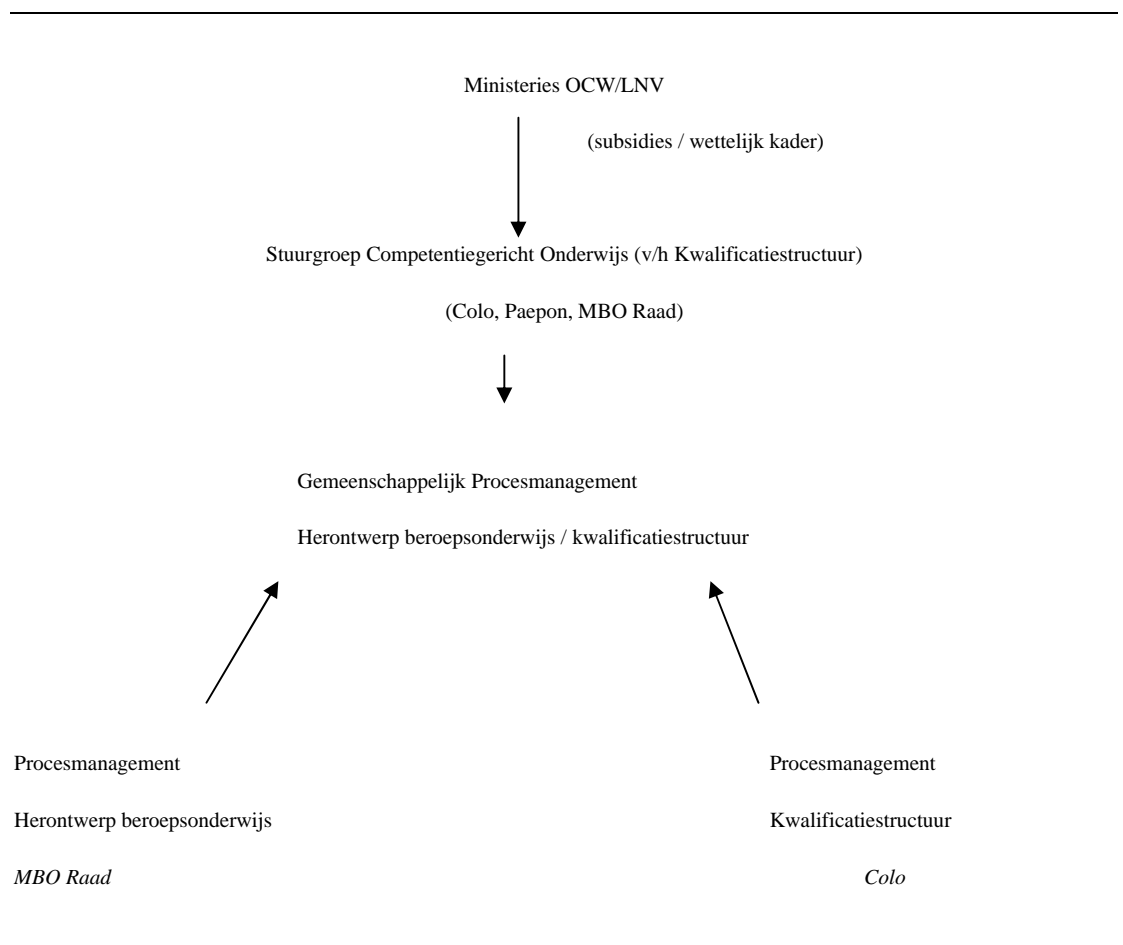 Ministeries OCW/LNV
(subsidies / wettelijk kader)
Stuurgroep Competentiegericht Onderwijs (v/h Kwalificatiestructuur)
(Colo, Paepon, MBO Raad)
Gemeenschappelijk Procesmanagement
Herontwerp beroepsonderwijs / kwalificatiestructuur
Procesmanagement
Herontwerp beroepsonderwijs
MBO Raad
Procesmanagement
Kwalificatiestructuur
Colo